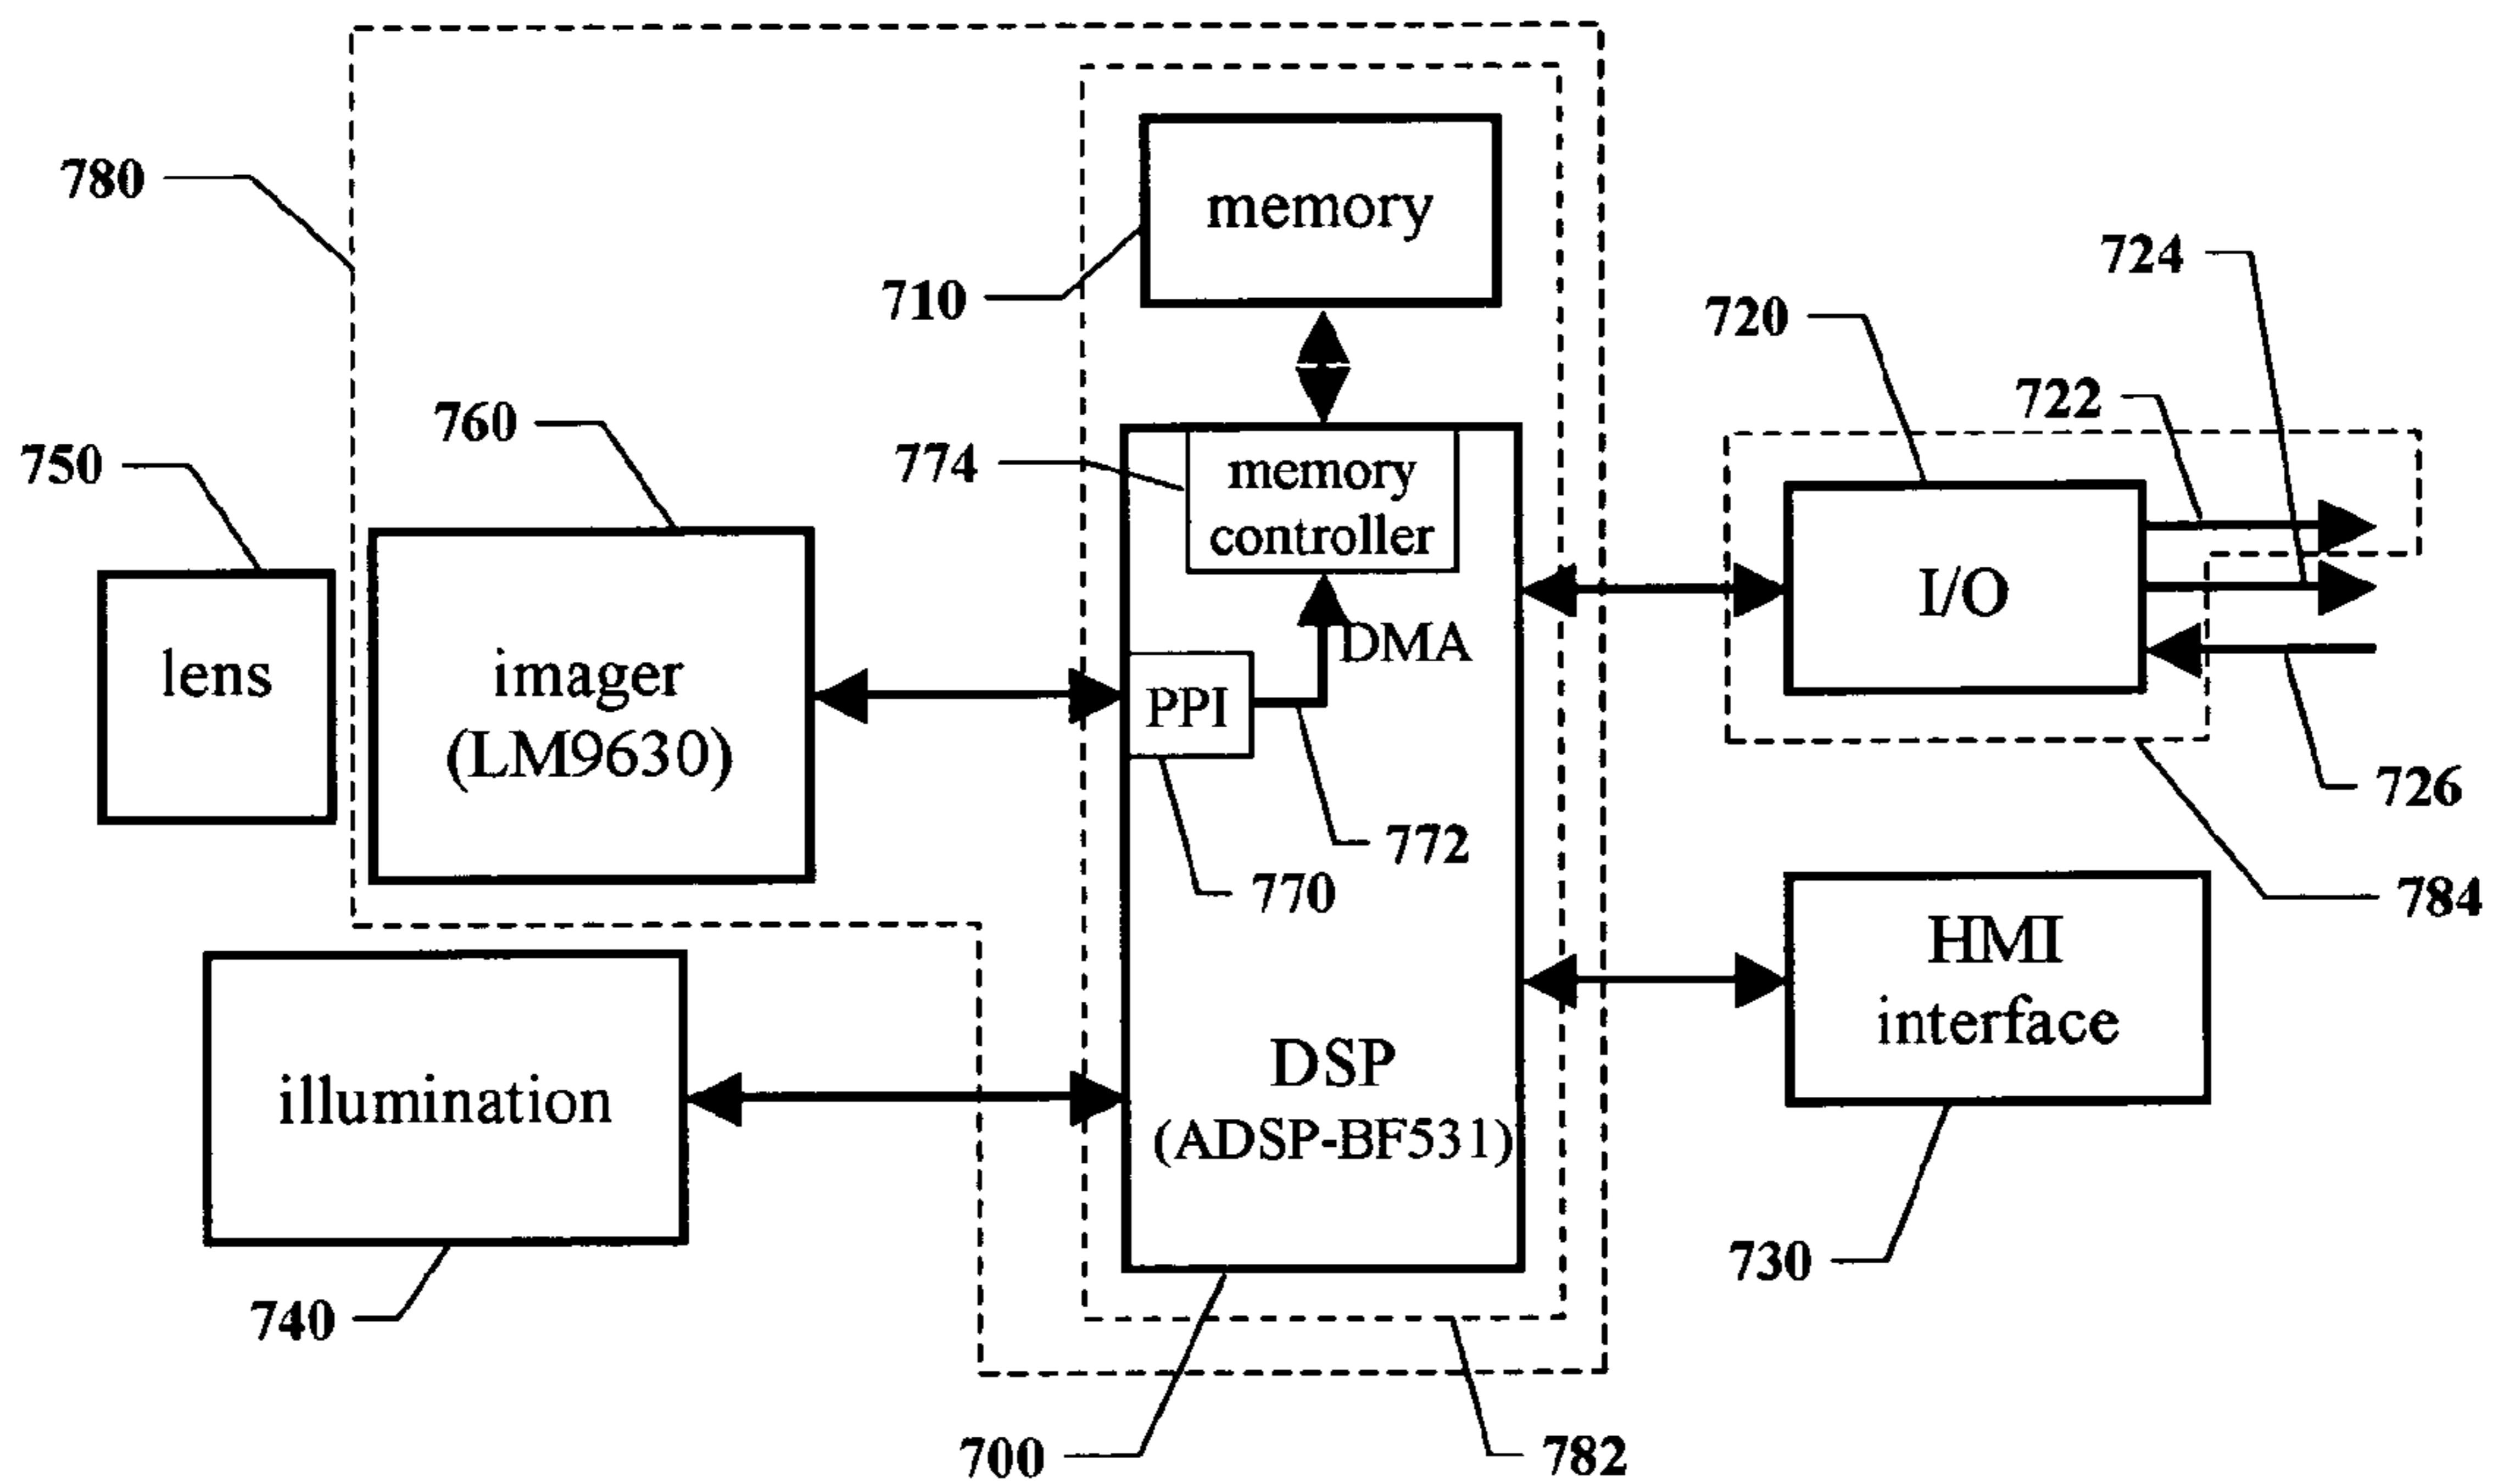 780
memory
710
724
720
722
760
750
774
memory
controller
I/O
DMA
lens
imager
(LM9630)
PPI
726
772
770
784
HMI
interface
DSP
(ADSP-BF531)
illumination
730
740
700
782